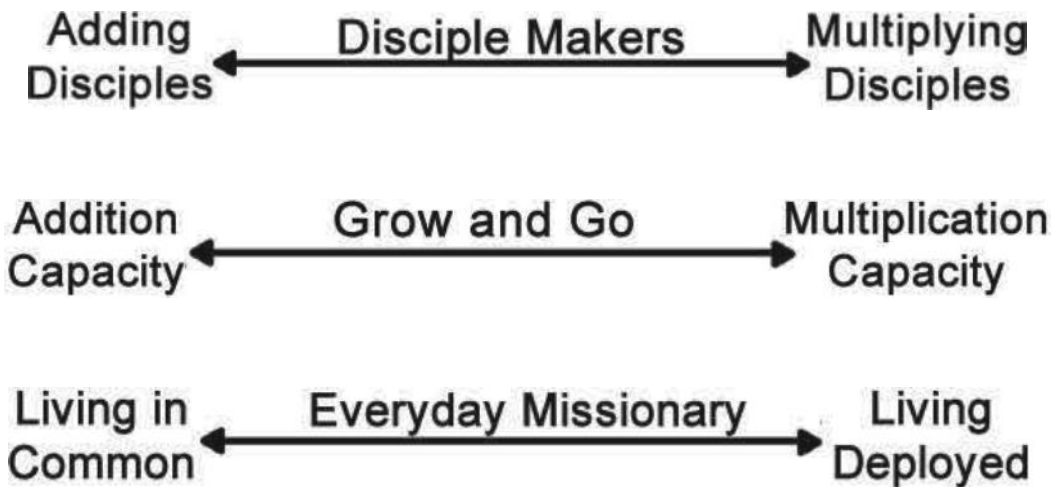 Adding
Disciples
Disciple Makers
Multiplying
Disciples
Addition
Capacity
Grow and Go
Multiplication
Capacity
Living in
Common
Everyday Missionary
Living
Deployed